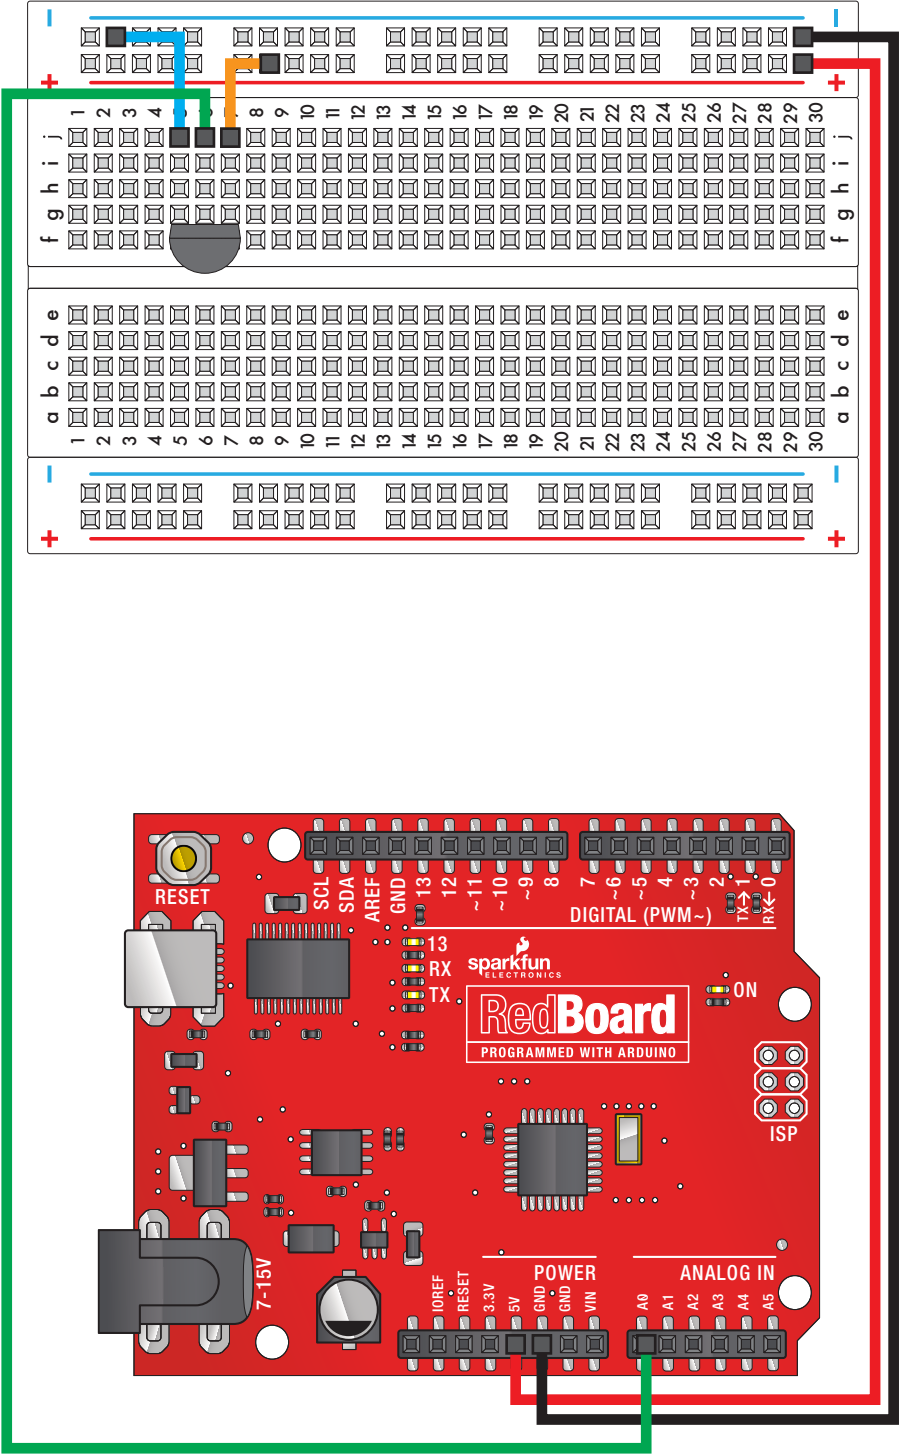 - -
+ +
1 2 3 4 5 6 7 8 9 10 11 12 13 14 15 16 17 18 19 20 21 22 23 24 25 26 27 28 29 30
j j
i i
h h
g g
f f
e e
d d
c c
b b
a a
1 2 3 4 5 6 7 8 9 10 11 12 13 14 15 16 17 18 19 20 21 22 23 24 25 26 27 28 29 30
- -
+ +
RESET
SCL SDA AREF GND 13 12 ~11 ~10 ~9 8 7 ~6 ~5 4 ~3 2 TX→1 RX←0
DIGITAL (PWM~)
13
RX
TX
sparkfun
ELECTRONICS
ON
RedBoard
PROGRAMMED WITH ARDUINO
ISP
7-15V
POWER ANALOG IN
IOREF RESET 3.3V 5V GND GND VIN A0 A1 A2 A3 A4 A5